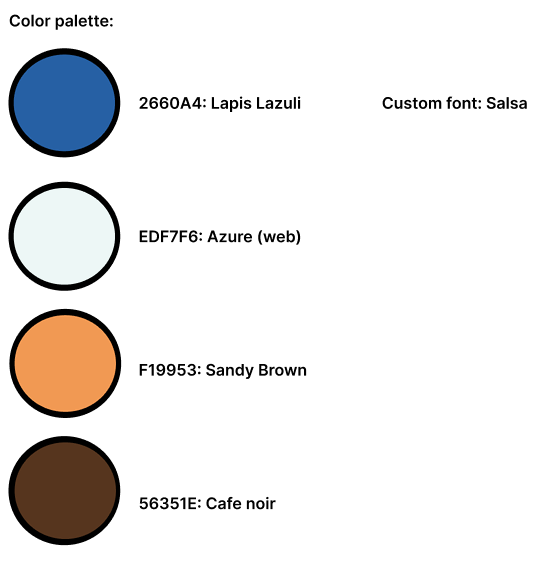 Color palette:
2660A4: Lapis Lazuli
Custom font: Salsa
EDF7F6: Azure (web)
F19953: Sandy Brown
56351E: Cafe noir